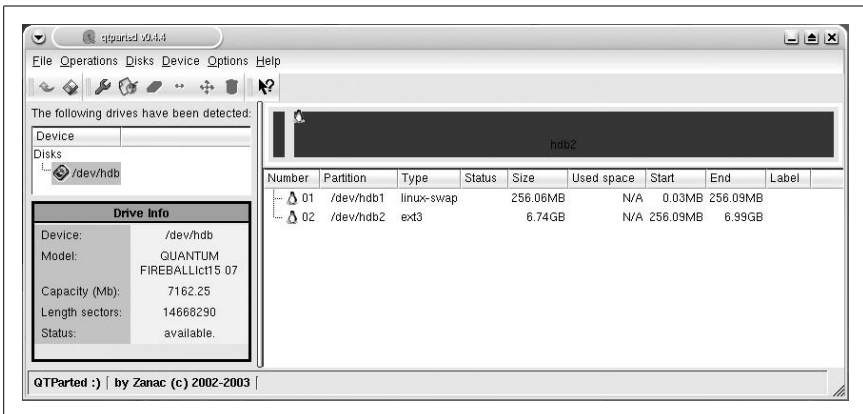 qtparted v0.4.4
File Operations Disks Device Options Help
The following drives have been detected:
Device
Disks
/dev/hdb
Drive Info
Device: /dev/hdb
Model: QUANTUM
FIREBALLlct15 07
Capacity (Mb): 7162.25
Length sectors: 14668290
Status: available.
hdb2
Number Partition Type Status Size Used space Start End Label
01 /dev/hdb1 linux-swap 256.06MB N/A 0.03MB 256.09MB
02 /dev/hdb2 ext3 6.74GB N/A 256.09MB 6.99GB
QTParted :) by Zanac (c) 2002-2003